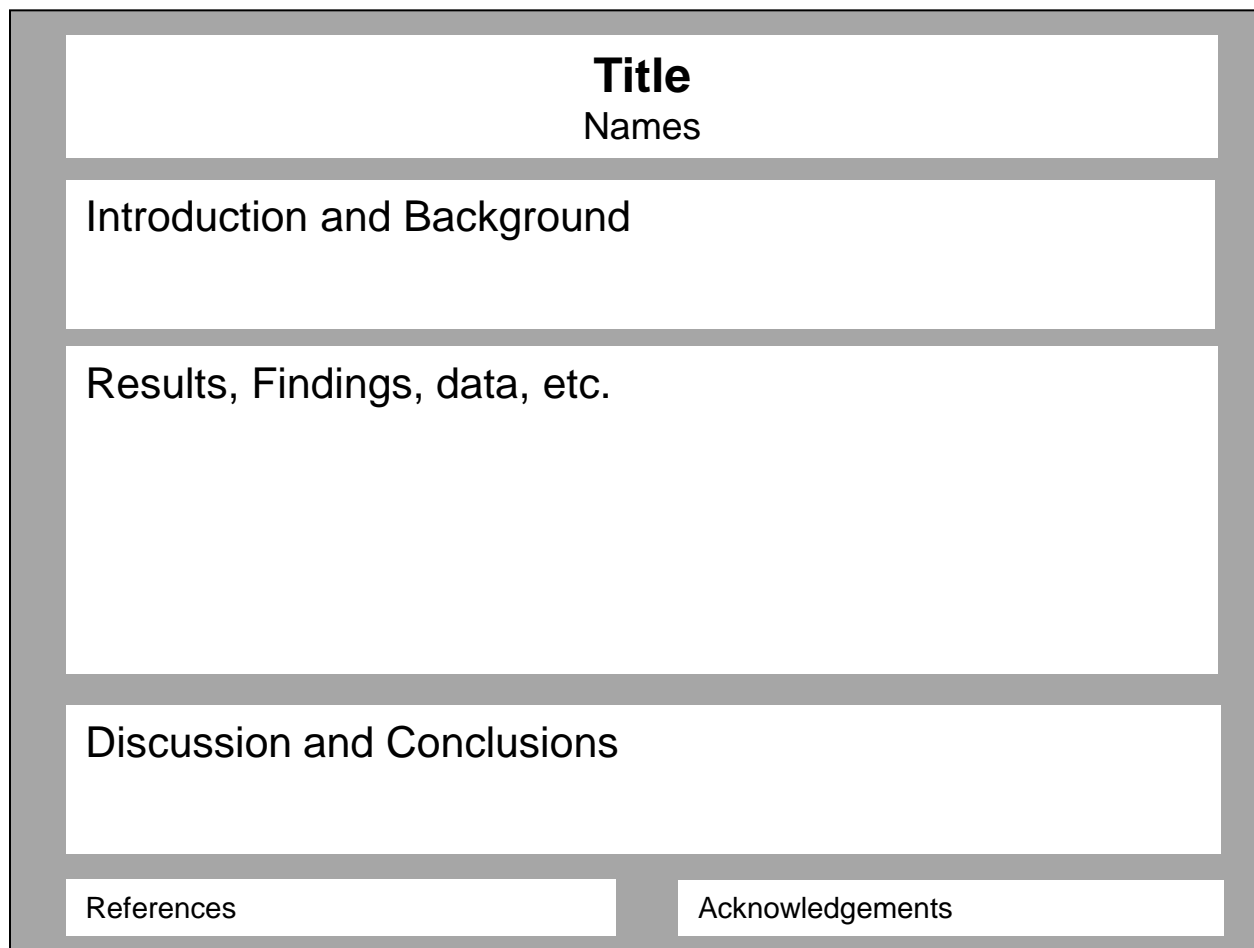 Title
Names
Introduction and Background
Results, Findings, data, etc.
Discussion and Conclusions
References
Acknowledgements